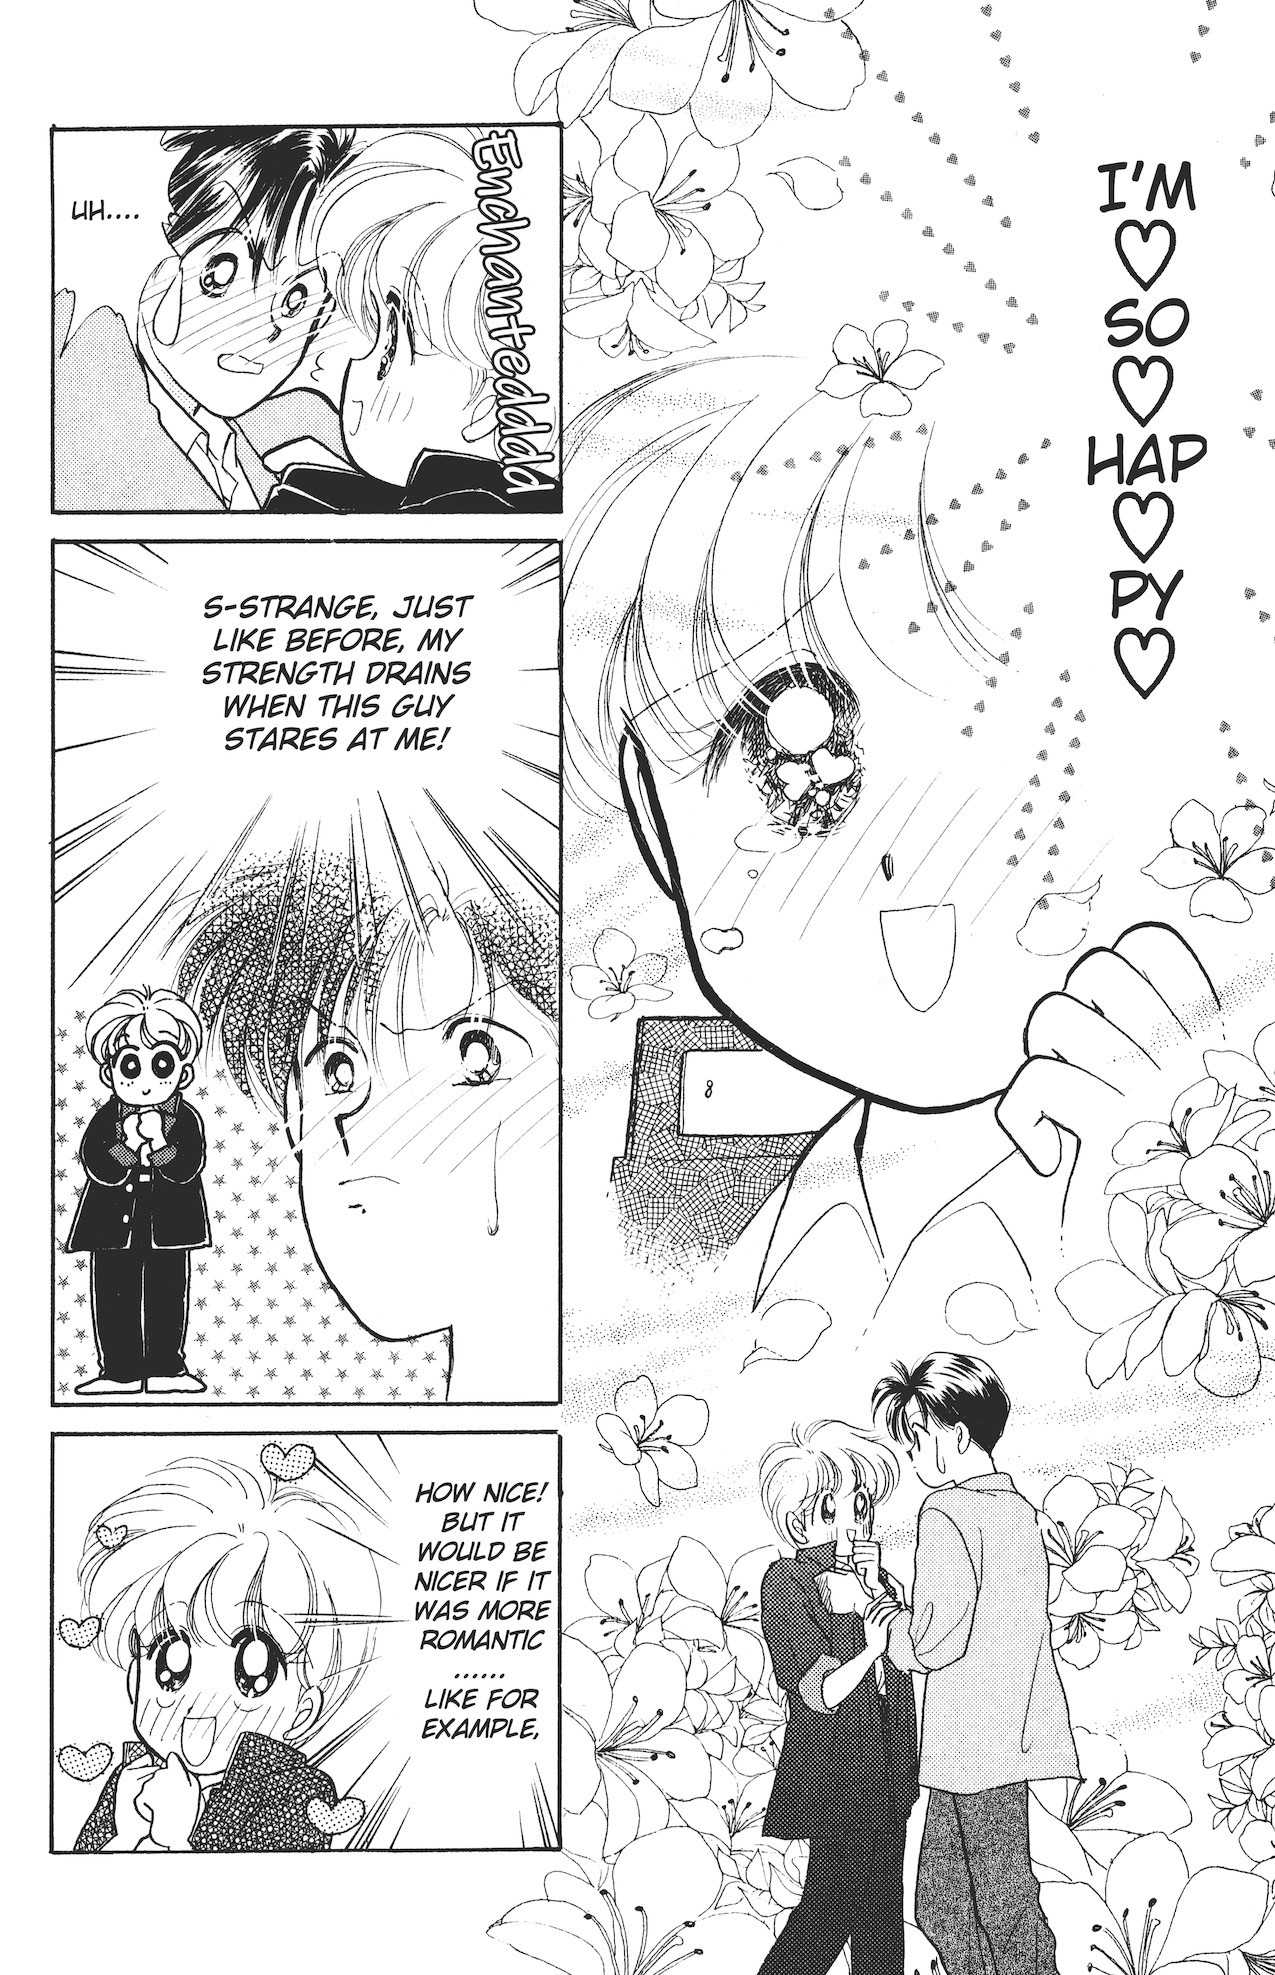 I'M
♡
SO
♡
HAP
♡
PY
♡
Enchanteddddd
UH....
S-STRANGE, JUST
LIKE BEFORE, MY
STRENGTH DRAINS
WHEN THIS GUY
STARES AT ME!
HOW NICE!
BUT IT
WOULD BE
NICER IF IT
WAS MORE
ROMANTIC
......
LIKE FOR
EXAMPLE,
8